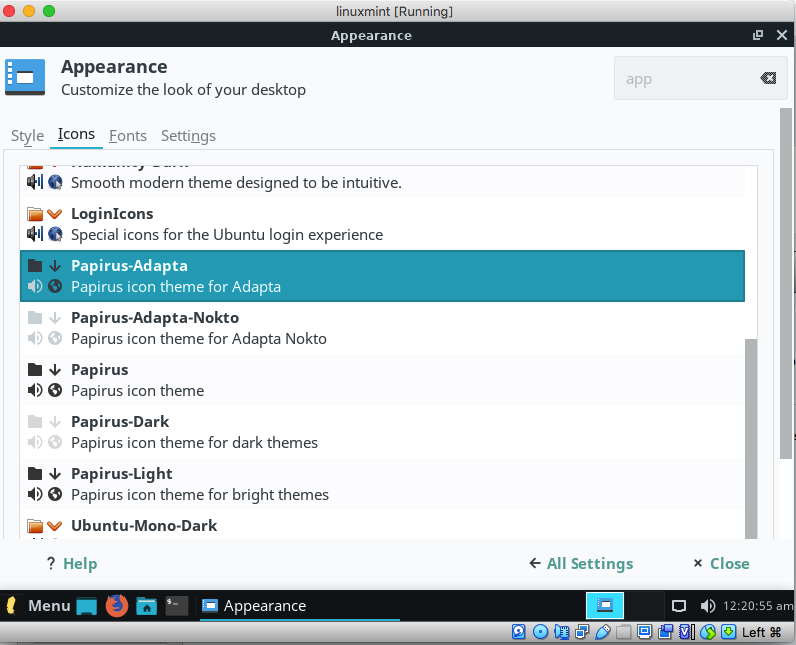 linuxmint [Running]
Appearance
Appearance
Customize the look of your desktop
app
Style Icons Fonts Settings
Smooth modern theme designed to be intuitive.
LoginIcons
Special icons for the Ubuntu login experience
Papirus-Adapta
Papirus icon theme for Adapta
Papirus-Adapta-Nokto
Papirus icon theme for Adapta Nokto
Papirus
Papirus icon theme
Papirus-Dark
Papirus icon theme for dark themes
Papirus-Light
Papirus icon theme for bright themes
Ubuntu-Mono-Dark
? Help
← All Settings
× Close
Menu
Appearance
12:20:55 am
Left ⌘